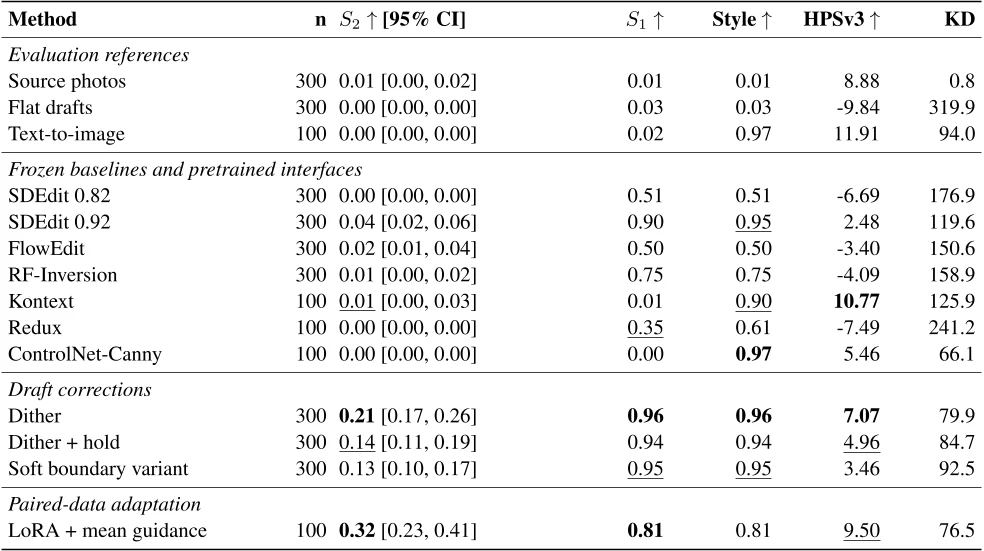 Method n S₂ ↑ [95% CI] S₁ ↑ Style ↑ HPSv3 ↑ KD
Evaluation references
Source photos 300 0.01 [0.00, 0.02] 0.01 0.01 8.88 0.8
Flat drafts 300 0.00 [0.00, 0.00] 0.03 0.03 -9.84 319.9
Text-to-image 100 0.00 [0.00, 0.00] 0.02 0.97 11.91 94.0
Frozen baselines and pretrained interfaces
SDEdit 0.82 300 0.00 [0.00, 0.00] 0.51 0.51 -6.69 176.9
SDEdit 0.92 300 0.04 [0.02, 0.06] 0.90 0.95 2.48 119.6
FlowEdit 300 0.02 [0.01, 0.04] 0.50 0.50 -3.40 150.6
RF-Inversion 300 0.01 [0.00, 0.02] 0.75 0.75 -4.09 158.9
Kontext 100 0.01 [0.00, 0.03] 0.01 0.90 10.77 125.9
Redux 100 0.00 [0.00, 0.00] 0.35 0.61 -7.49 241.2
ControlNet-Canny 100 0.00 [0.00, 0.00] 0.00 0.97 5.46 66.1
Draft corrections
Dither 300 0.21 [0.17, 0.26] 0.96 0.96 7.07 79.9
Dither + hold 300 0.14 [0.11, 0.19] 0.94 0.94 4.96 84.7
Soft boundary variant 300 0.13 [0.10, 0.17] 0.95 0.95 3.46 92.5
Paired-data adaptation
LoRA + mean guidance 100 0.32 [0.23, 0.41] 0.81 0.81 9.50 76.5